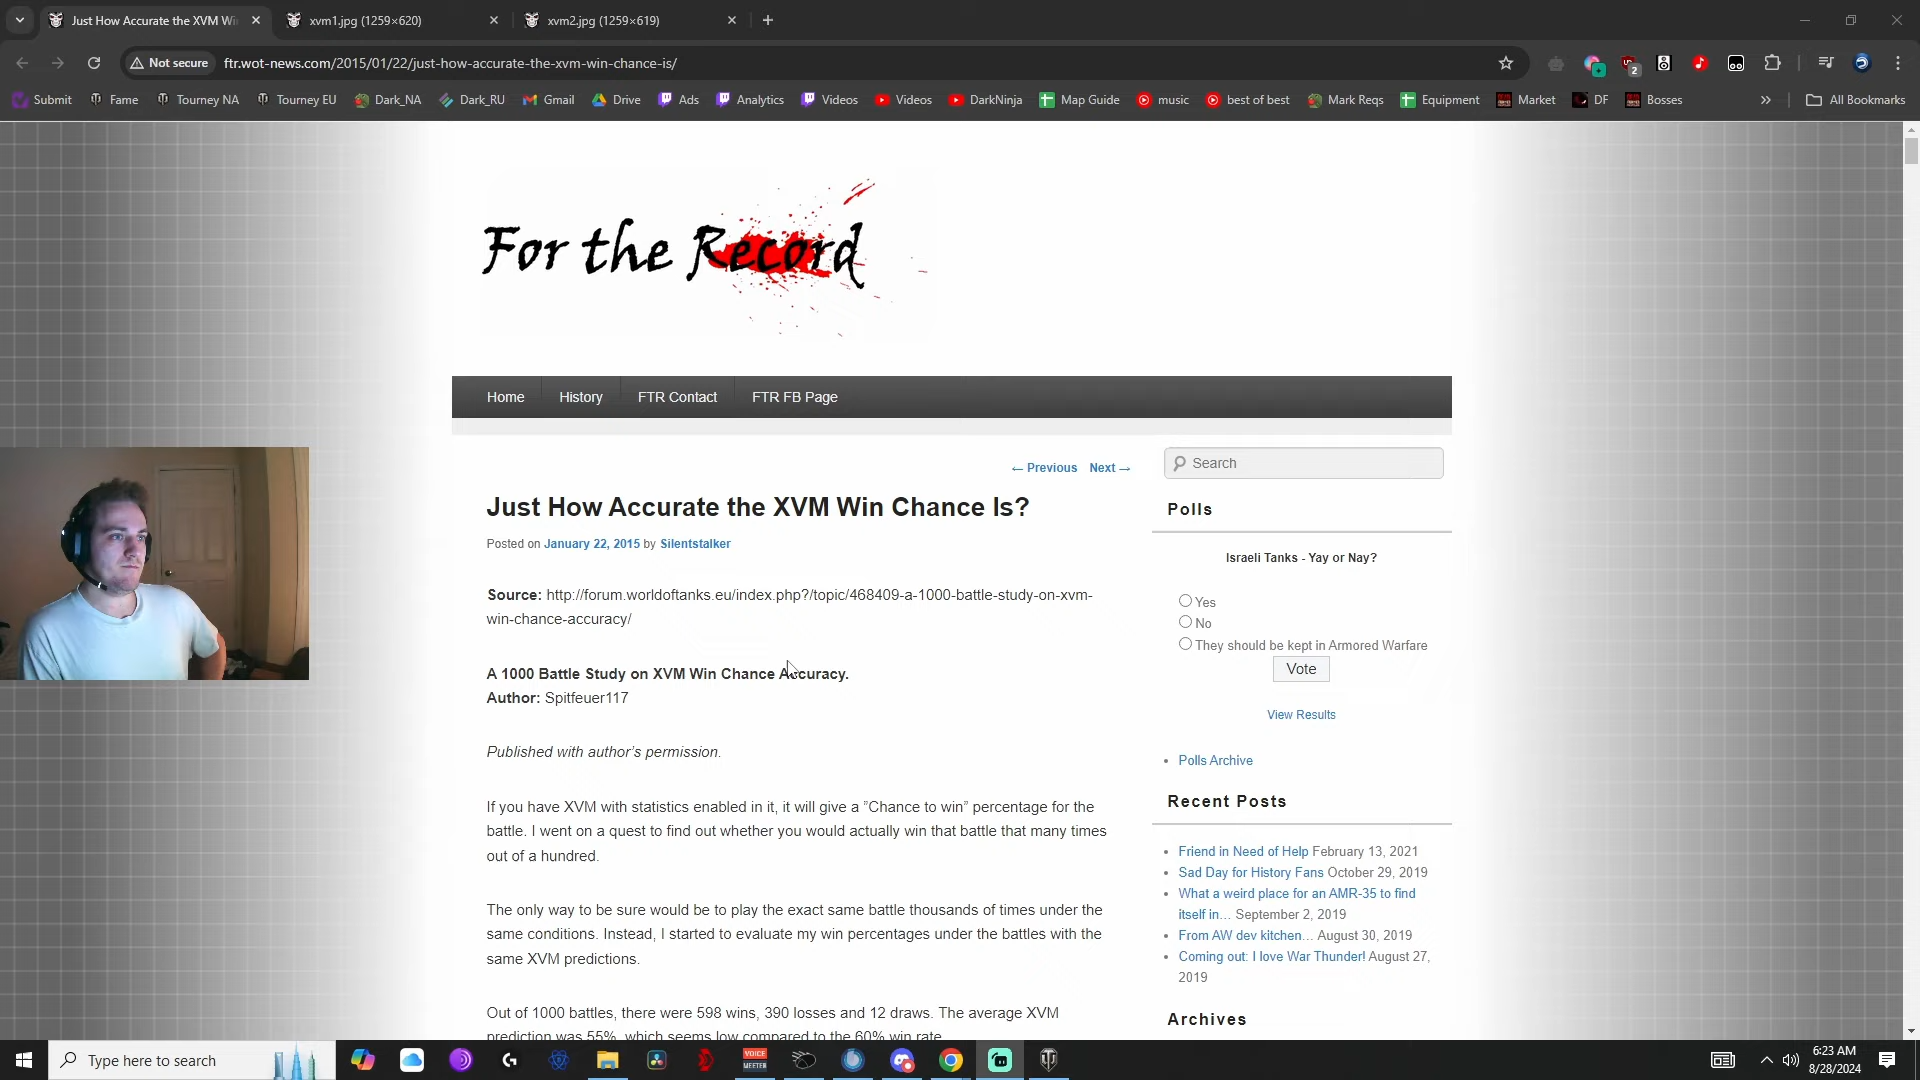 Just How Accurate the XVM Wi
xvm1.jpg (1259×620)
xvm2.jpg (1259×619)
Not secure
ftr.wot-news.com/2015/01/22/just-how-accurate-the-xvm-win-chance-is/
2
Submit
Fame
Tourney NA
Tourney EU
Dark_NA
Dark_RU
Gmail
Drive
Ads
Analytics
Videos
Videos
DarkNinja
Map Guide
music
best of best
Mark Reqs
Equipment
Market
DF
Bosses
»
All Bookmarks
For the Record
Home
History
FTR Contact
FTR FB Page
← Previous Next →
Just How Accurate the XVM Win Chance Is?
Posted on January 22, 2015 by Silentstalker
Source: http://forum.worldoftanks.eu/index.php?/topic/468409-a-1000-battle-study-on-xvm-
win-chance-accuracy/
A 1000 Battle Study on XVM Win Chance Accuracy.
Author: Spitfeuer117
Published with author's permission.
If you have XVM with statistics enabled in it, it will give a ”Chance to win” percentage for the
battle. I went on a quest to find out whether you would actually win that battle that many times
out of a hundred.
The only way to be sure would be to play the exact same battle thousands of times under the
same conditions. Instead, I started to evaluate my win percentages under the battles with the
same XVM predictions.
Out of 1000 battles, there were 598 wins, 390 losses and 12 draws. The average XVM
prediction was 55%, which seems low compared to the 60% win rate.
Search
Polls
Israeli Tanks - Yay or Nay?
Yes
No
They should be kept in Armored Warfare
Vote
View Results
Polls Archive
Recent Posts
Friend in Need of Help February 13, 2021
Sad Day for History Fans October 29, 2019
What a weird place for an AMR-35 to find
itself in… September 2, 2019
From AW dev kitchen… August 30, 2019
Coming out: I love War Thunder! August 27,
2019
Archives
Type here to search
VOICE
MEETER
6:23 AM
8/28/2024